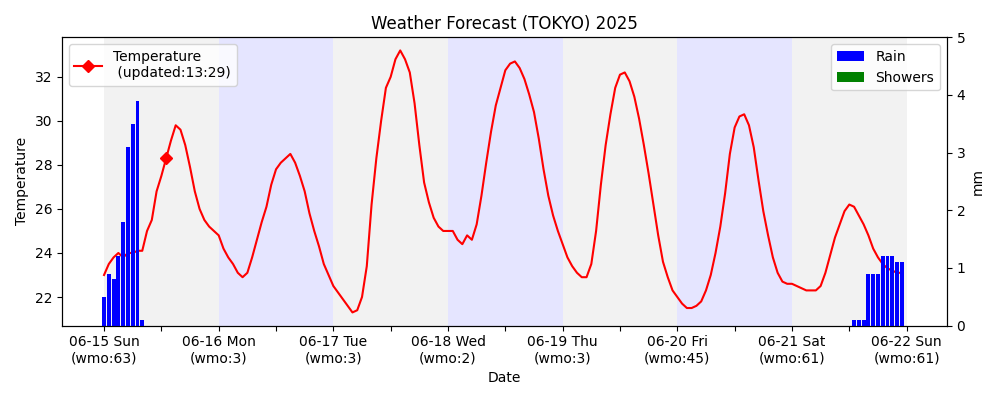 Weather Forecast (TOKYO) 2025
Temperature
(updated:13:29)
Rain
Showers
Temperature
32
30
28
26
24
22
5
4
3
2
1
0
mm
06-15 Sun
(wmo:63)
06-16 Mon
(wmo:3)
06-17 Tue
(wmo:3)
06-18 Wed
(wmo:2)
06-19 Thu
(wmo:3)
06-20 Fri
(wmo:45)
06-21 Sat
(wmo:61)
06-22 Sun
(wmo:61)
Date